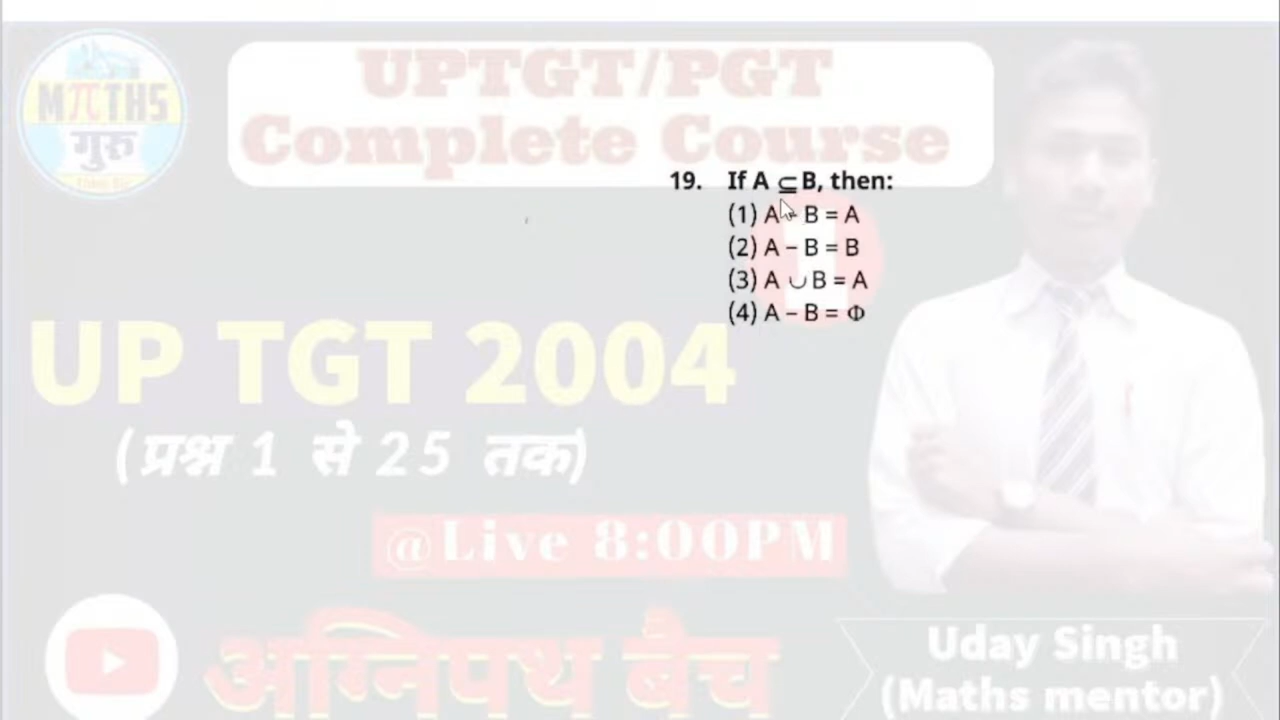 MπTHS
गुरु
UPTGT/PGT
Complete Course
19. If A ⊆ B, then:
(1) A – B = A
(2) A – B = B
(3) A ∪ B = A
(4) A – B = Φ
UP TGT 2004
(प्रश्न 1 से 25 तक)
@Live 8:00PM
अग्निपथ बैच
Uday Singh
(Maths mentor)